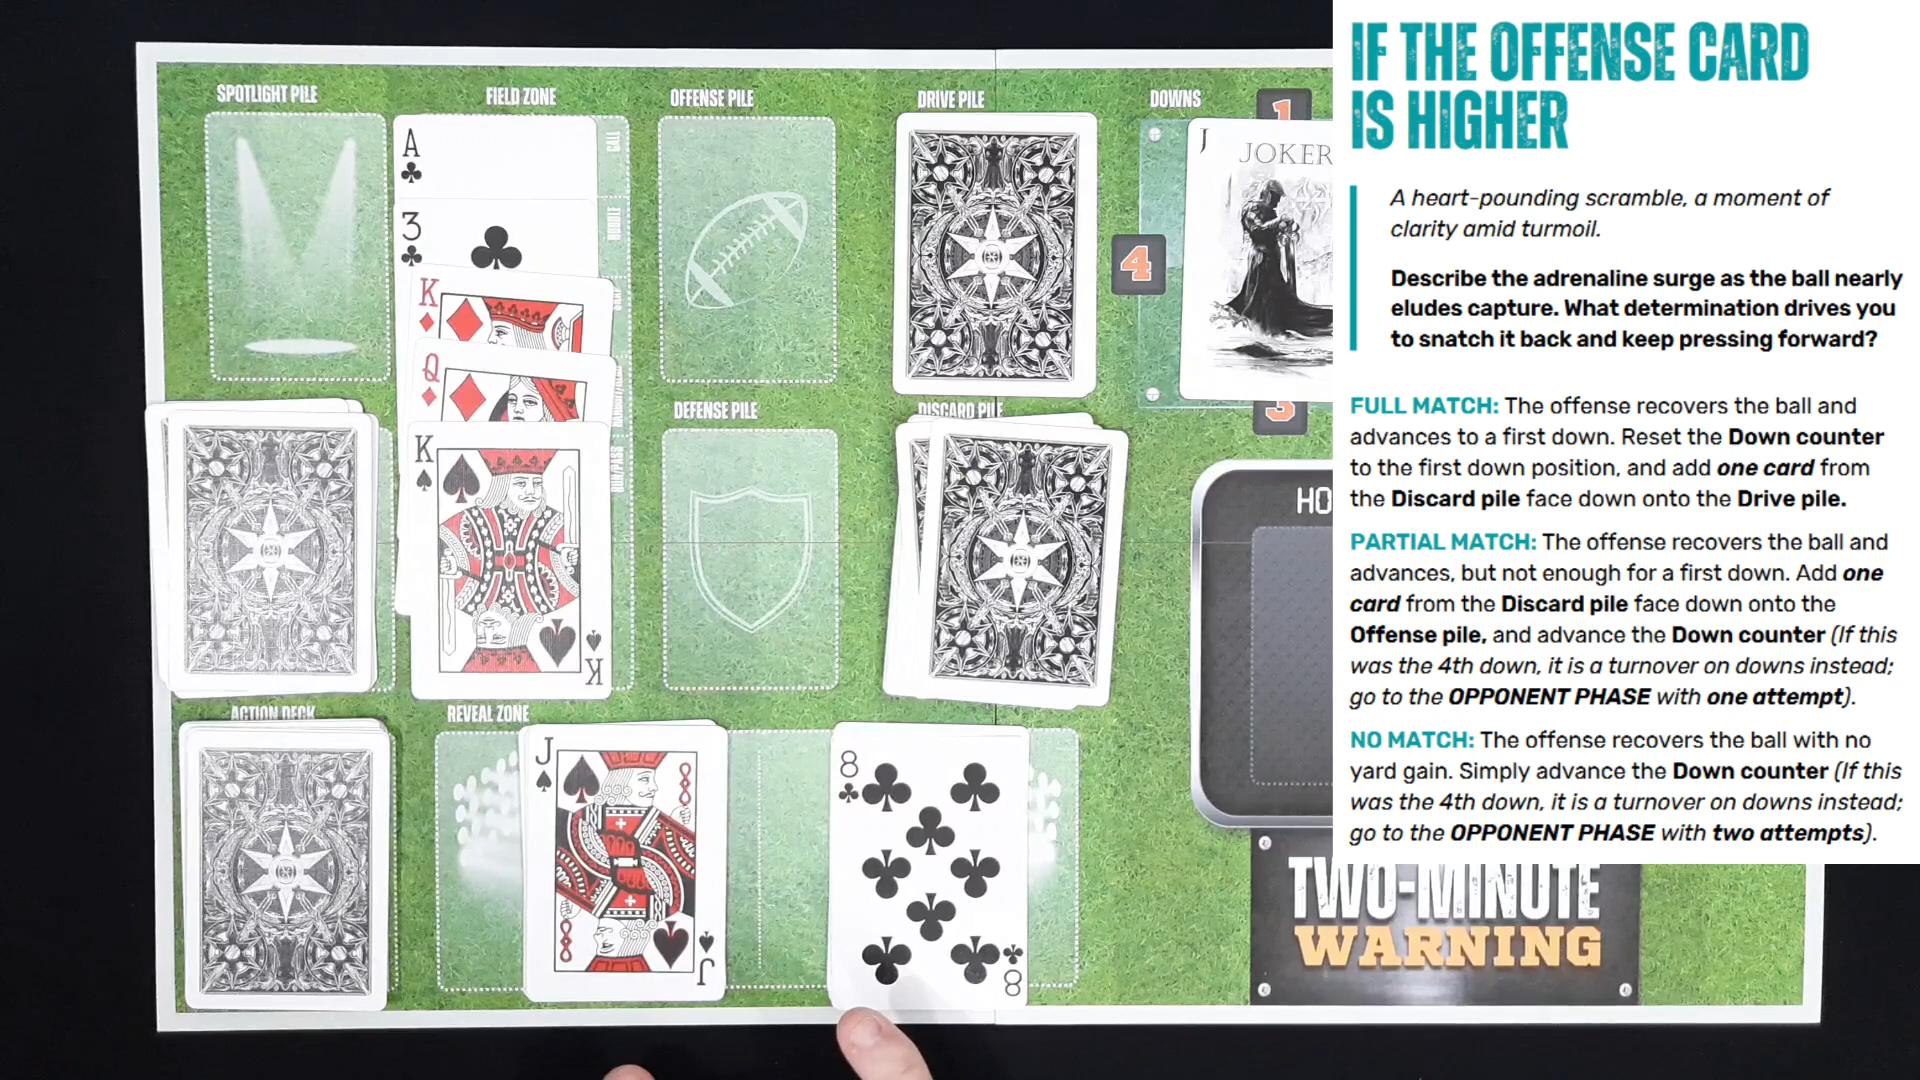 SPOTLIGHT PILE
FIELD ZONE
OFFENSE PILE
DRIVE PILE
DOWNS
1
A
CALL
3
HUDDLE
K
Q
K
K
J
JOKER
4
3
DEFENSE PILE
DISCARD PILE
RUN/PASS
HO
ACTION DECK
REVEAL ZONE
J
J
8
8
TWO-MINUTE
WARNING
IF THE OFFENSE CARD
IS HIGHER
A heart-pounding scramble, a moment of
clarity amid turmoil.
Describe the adrenaline surge as the ball nearly
eludes capture. What determination drives you
to snatch it back and keep pressing forward?
FULL MATCH: The offense recovers the ball and
advances to a first down. Reset the Down counter
to the first down position, and add one card from
the Discard pile face down onto the Drive pile.
PARTIAL MATCH: The offense recovers the ball and
advances, but not enough for a first down. Add one
card from the Discard pile face down onto the
Offense pile, and advance the Down counter (If this
was the 4th down, it is a turnover on downs instead;
go to the OPPONENT PHASE with one attempt).
NO MATCH: The offense recovers the ball with no
yard gain. Simply advance the Down counter (If this
was the 4th down, it is a turnover on downs instead;
go to the OPPONENT PHASE with two attempts).